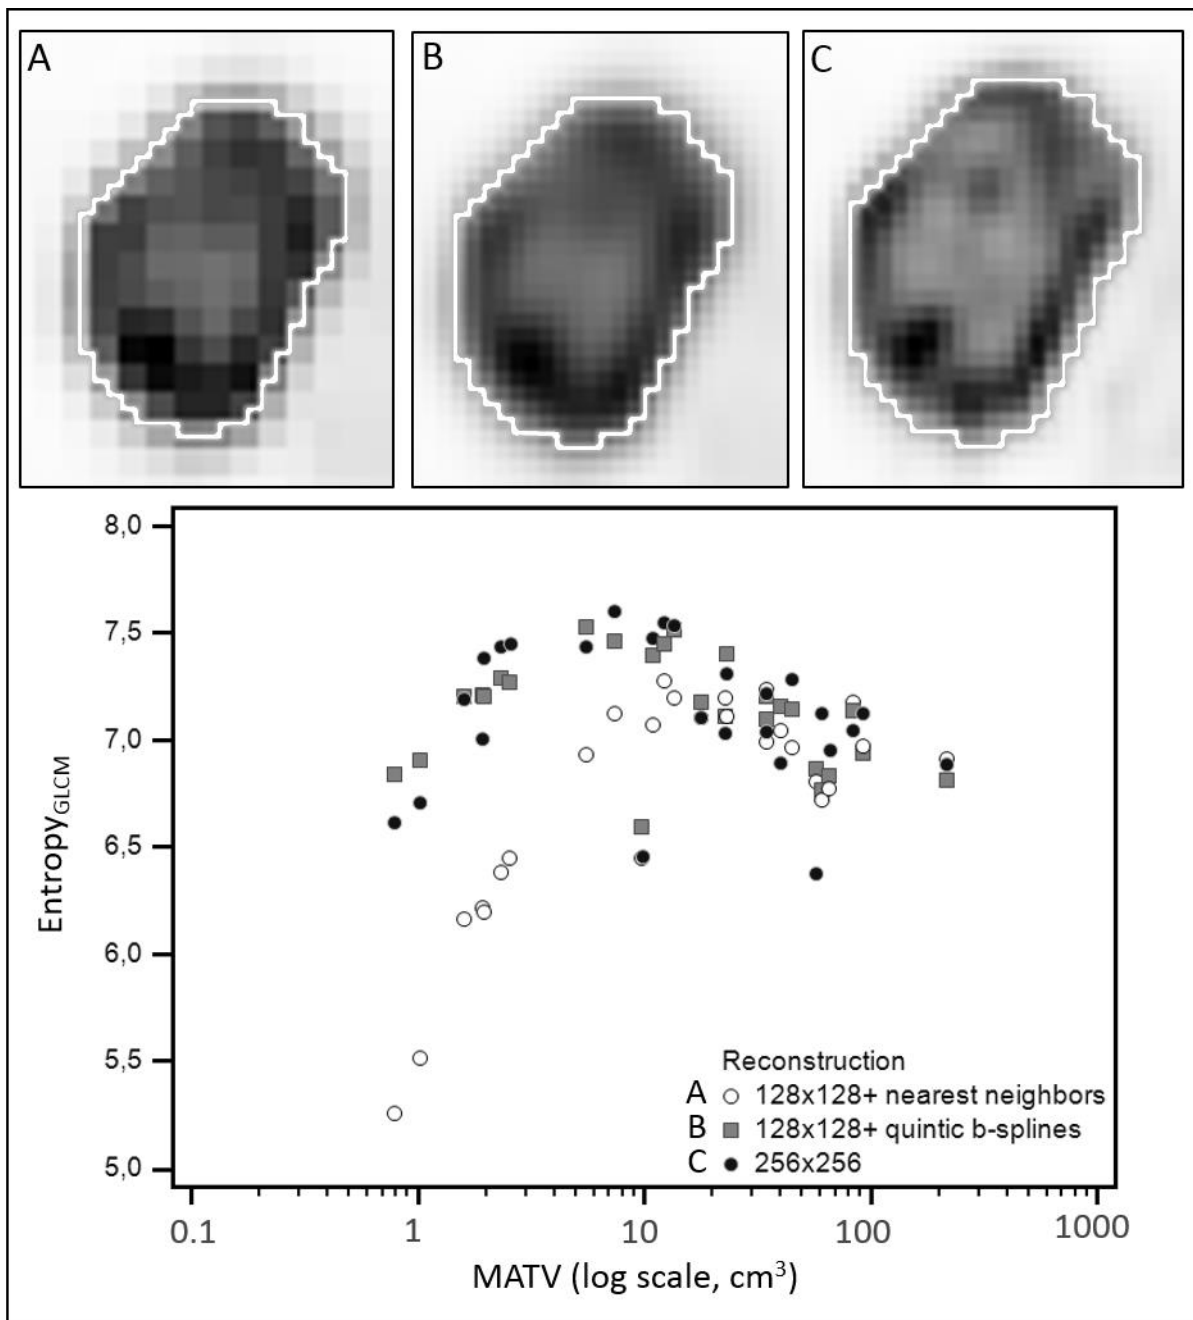 A
B
C
8,0
7,5
7,0
6,5
6,0
5,5
5,0
Entropy_GLCM
Reconstruction
A 128x128+ nearest neighbors
B 128x128+ quintic b-splines
C 256x256
0.1 1 10 100 1000
MATV (log scale, cm³)